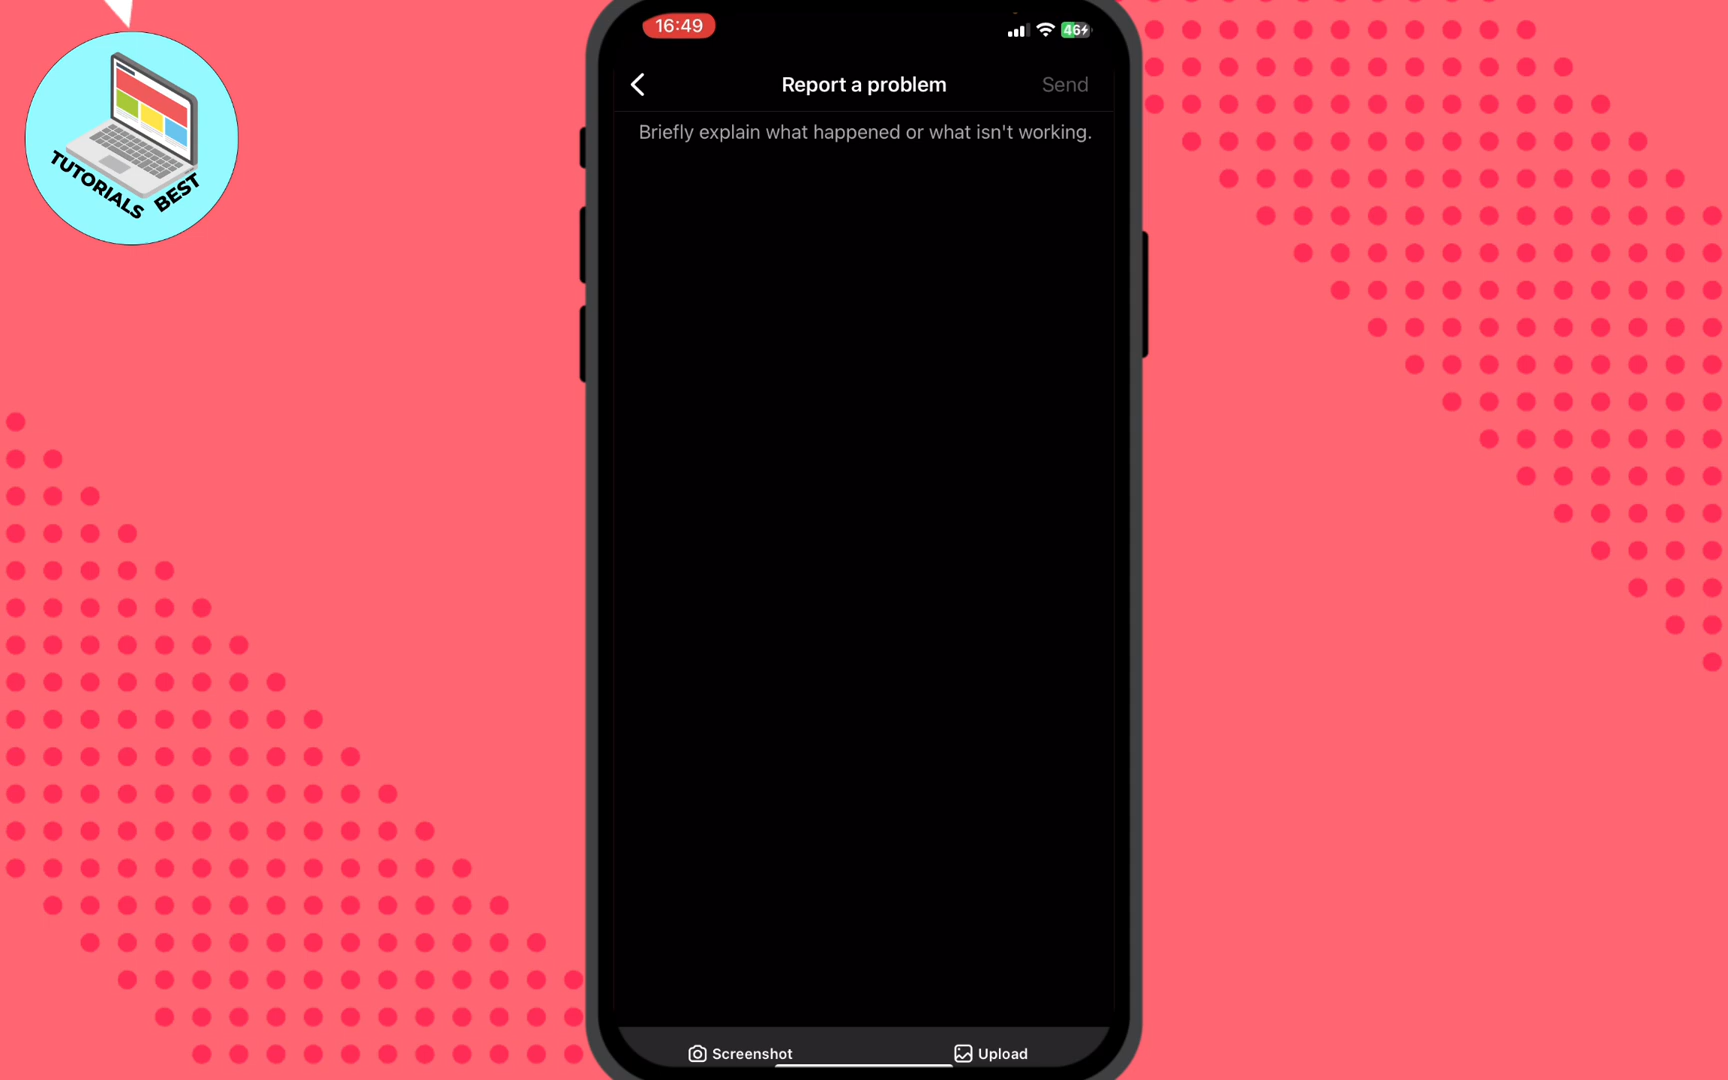 TUTORIALS BEST
16:49
46
Report a problem
Send
Briefly explain what happened or what isn't working.
Screenshot
Upload